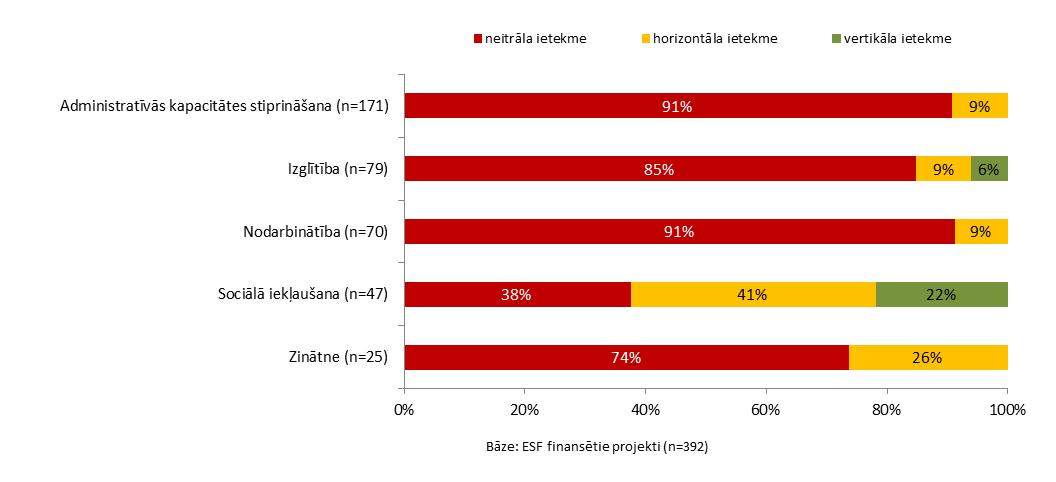 neitrāla ietekme horizontāla ietekme vertikāla ietekme
Administratīvās kapacitātes stiprināšana (n=171) 91% 9%
Izglītība (n=79) 85% 9% 6%
Nodarbinātība (n=70) 91% 9%
Sociālā iekļaušana (n=47) 38% 41% 22%
Zinātne (n=25) 74% 26%
0% 20% 40% 60% 80% 100%
Bāze: ESF finansētie projekti (n=392)